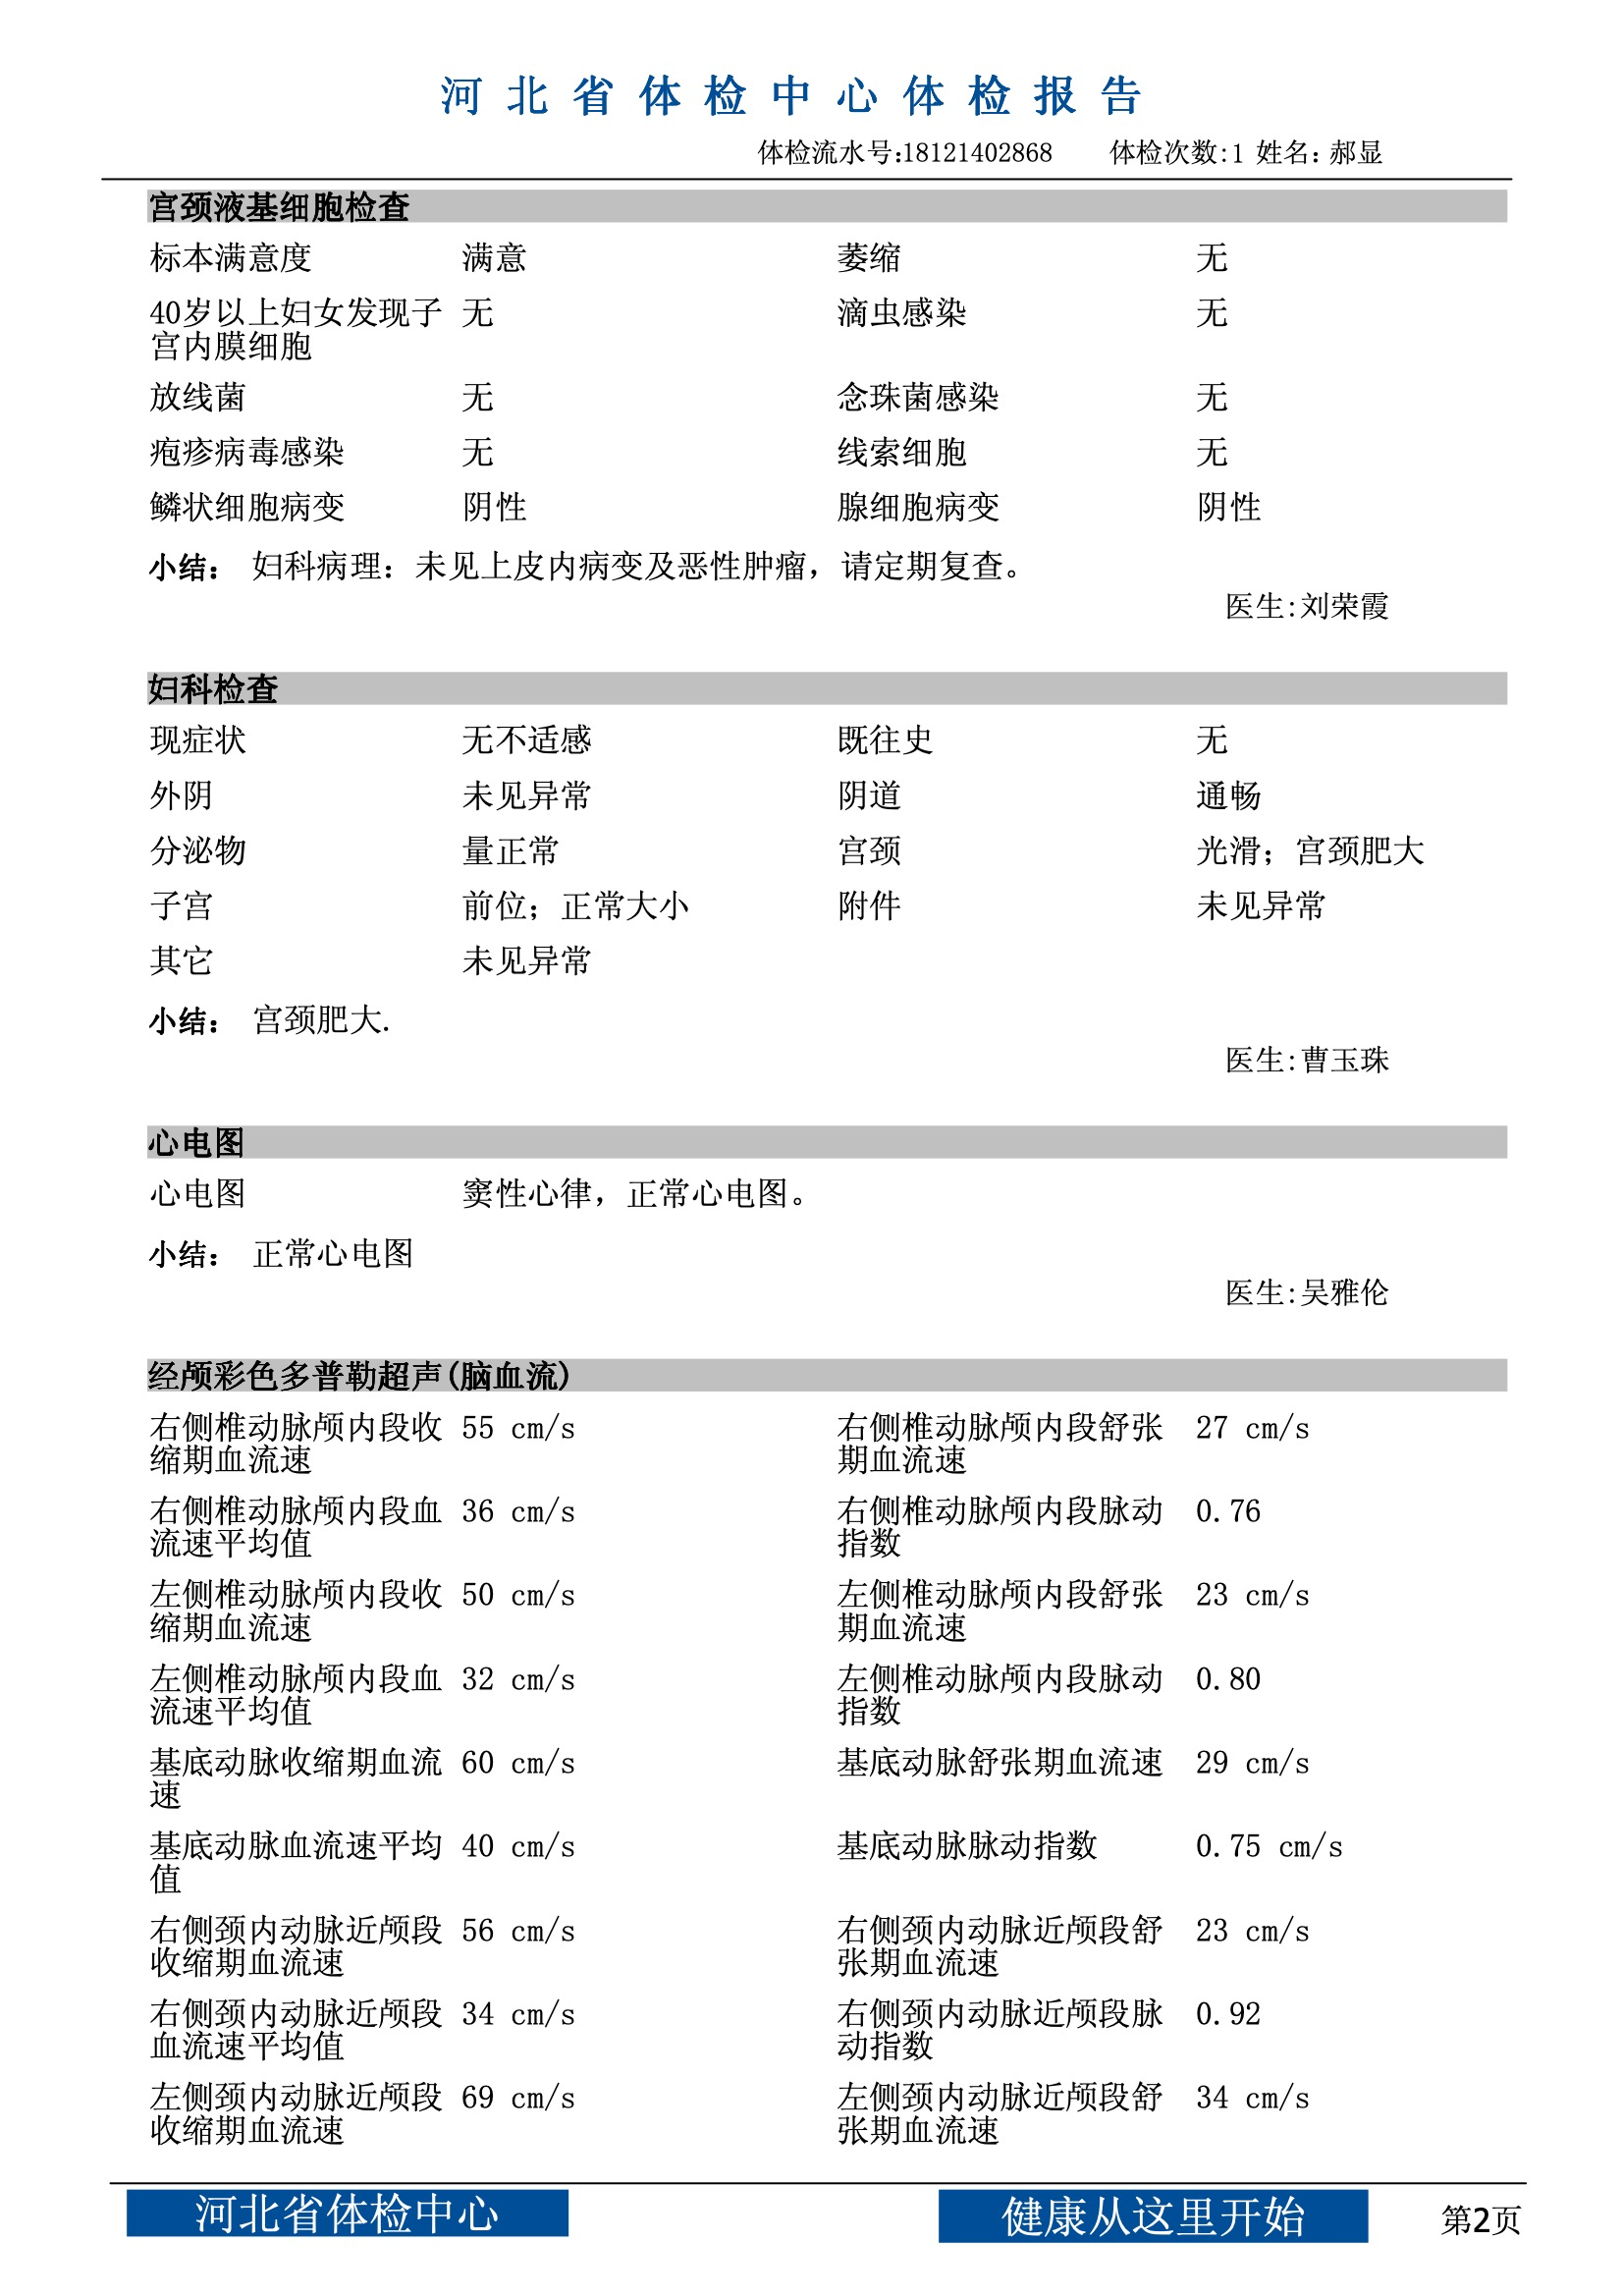 河北省体检中心体检报告
体检流水号:18121402868 体检次数:1 姓名: 郝显
宫颈液基细胞检查
标本满意度 满意 萎缩 无
40岁以上妇女发现子 无 滴虫感染 无
宫内膜细胞
放线菌 无 念珠菌感染 无
疱疹病毒感染 无 线索细胞 无
鳞状细胞病变 阴性 腺细胞病变 阴性
小结： 妇科病理：未见上皮内病变及恶性肿瘤，请定期复查。
医生:刘荣霞
妇科检查
现症状 无不适感 既往史 无
外阴 未见异常 阴道 通畅
分泌物 量正常 宫颈 光滑；宫颈肥大
子宫 前位；正常大小 附件 未见异常
其它 未见异常
小结： 宫颈肥大.
医生:曹玉珠
心电图
心电图 窦性心律，正常心电图。
小结： 正常心电图
医生:吴雅伦
经颅彩色多普勒超声(脑血流)
右侧椎动脉颅内段收 55 cm/s 右侧椎动脉颅内段舒张 27 cm/s
缩期血流速 期血流速
右侧椎动脉颅内段血 36 cm/s 右侧椎动脉颅内段脉动 0.76
流速平均值 指数
左侧椎动脉颅内段收 50 cm/s 左侧椎动脉颅内段舒张 23 cm/s
缩期血流速 期血流速
左侧椎动脉颅内段血 32 cm/s 左侧椎动脉颅内段脉动 0.80
流速平均值 指数
基底动脉收缩期血流 60 cm/s 基底动脉舒张期血流速 29 cm/s
速
基底动脉血流速平均 40 cm/s 基底动脉脉动指数 0.75 cm/s
值
右侧颈内动脉近颅段 56 cm/s 右侧颈内动脉近颅段舒 23 cm/s
收缩期血流速 张期血流速
右侧颈内动脉近颅段 34 cm/s 右侧颈内动脉近颅段脉 0.92
血流速平均值 动指数
左侧颈内动脉近颅段 69 cm/s 左侧颈内动脉近颅段舒 34 cm/s
收缩期血流速 张期血流速
河北省体检中心 健康从这里开始 第2页